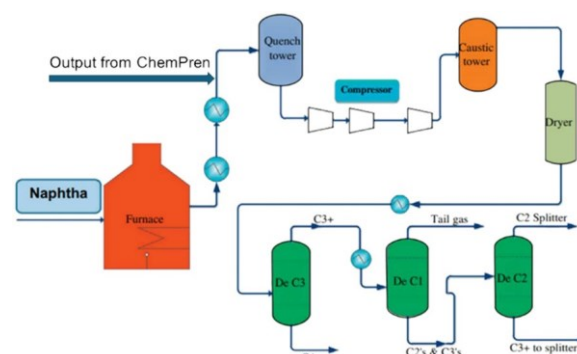 Output from ChemPren
Quench
tower
Compressor
Caustic
tower
Dryer
Naphtha
Furnace
C3+
Tail gas
C2 Splitter
De C3
De C1
De C2
C2's & C3's
C3+ to splitter